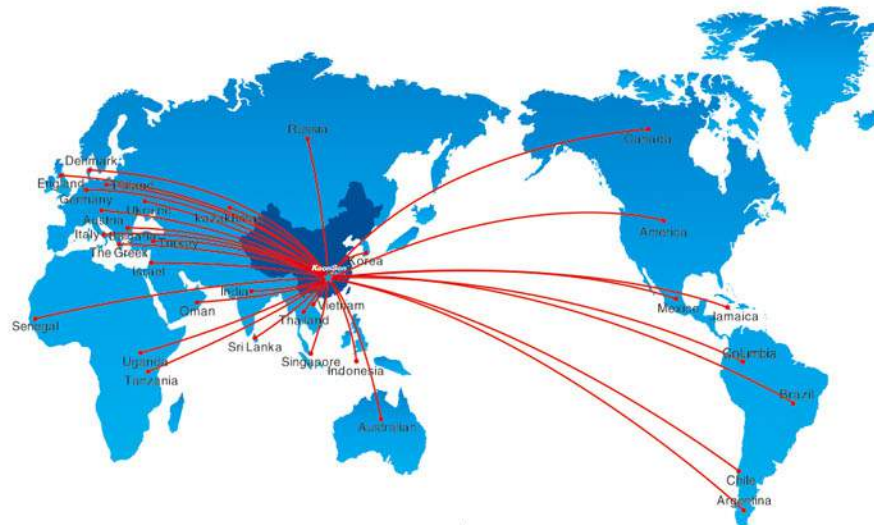 Russia
Canada
Denmark
England
Poland
Germany
Ukraine
kazakhstan
Austria
America
Italy
Turkey
The Greek
Korea
KeenSen
Israel
India
Oman
Vietnam
Mexico
Jamaica
Senegal
Thailand
Sri Lanka
Uganda
Singapore
CoLumbia
Indonesia
Tanzania
Brazil
Australian
Chile
Argentina